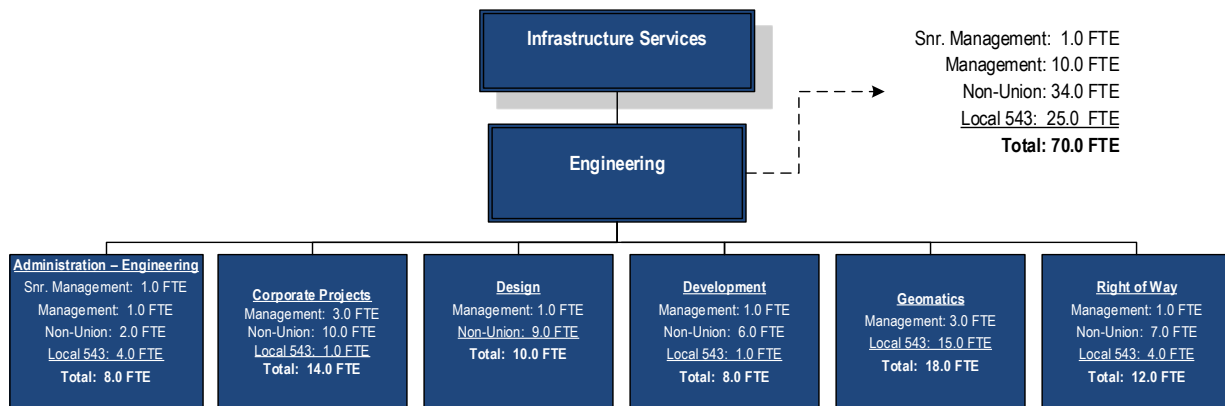 Infrastructure Services
Snr. Management: 1.0 FTE
Management: 10.0 FTE
Non-Union: 34.0 FTE
Local 543: 25.0 FTE
Total: 70.0 FTE
Engineering
Administration – Engineering
Snr. Management: 1.0 FTE
Management: 1.0 FTE
Non-Union: 2.0 FTE
Local 543: 4.0 FTE
Total: 8.0 FTE
Corporate Projects
Management: 3.0 FTE
Non-Union: 10.0 FTE
Local 543: 1.0 FTE
Total: 14.0 FTE
Design
Management: 1.0 FTE
Non-Union: 9.0 FTE
Total: 10.0 FTE
Development
Management: 1.0 FTE
Non-Union: 6.0 FTE
Local 543: 1.0 FTE
Total: 8.0 FTE
Geomatics
Management: 3.0 FTE
Local 543: 15.0 FTE
Total: 18.0 FTE
Right of Way
Management: 1.0 FTE
Non-Union: 7.0 FTE
Local 543: 4.0 FTE
Total: 12.0 FTE